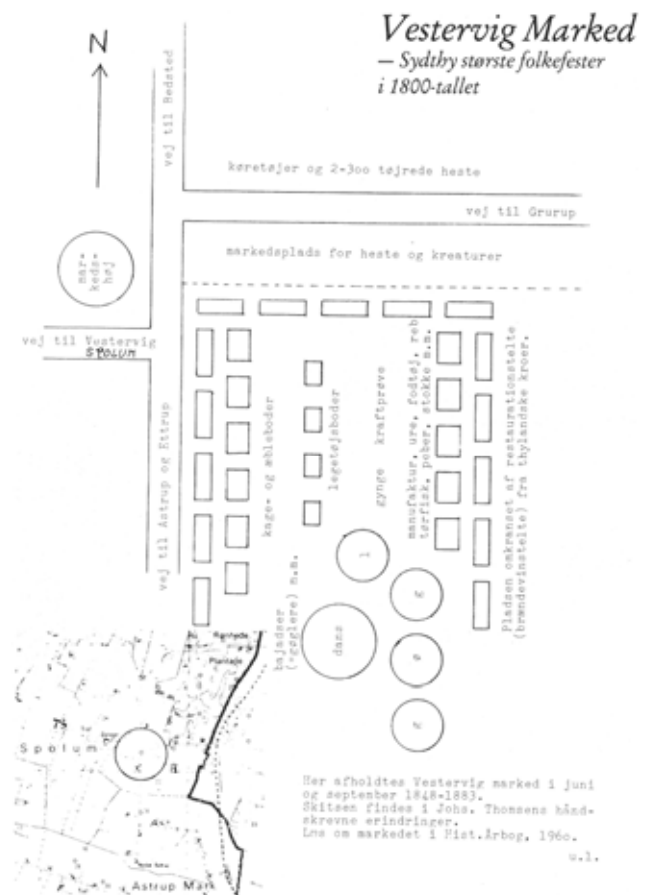 Vestervig Marked
— Sydthy største folkefester
i 1800-tallet
N
vej til Bedsted
køretøjer og 2-3oo tøjrede heste
vej til Grurup
markedsplads for heste og kreaturer
mar-
keds-
høj
vej til Vestervig
SPOLUM
vej til Astrup og Ettrup
kage- og æbleboder
legetøjsboder
gynge kraftprøve
manufaktur, ure, fodtøj, reb
tørfisk, peber, stokke m.m.
Pladsen omkranset af restaurationstelte
(brændevinstelte) fra thylandske kroer.
bajadser
(=gøglere) m.m.
dans
Plantage
Spolum
Astrup Mark
Her afholdtes Vestervig marked i juni
og september 1848-1883.
Skitsen findes i Johs. Thomsens hånd-
skrevne erindringer.
Læs om markedet i Hist.Årbog, 196o.
u.l.